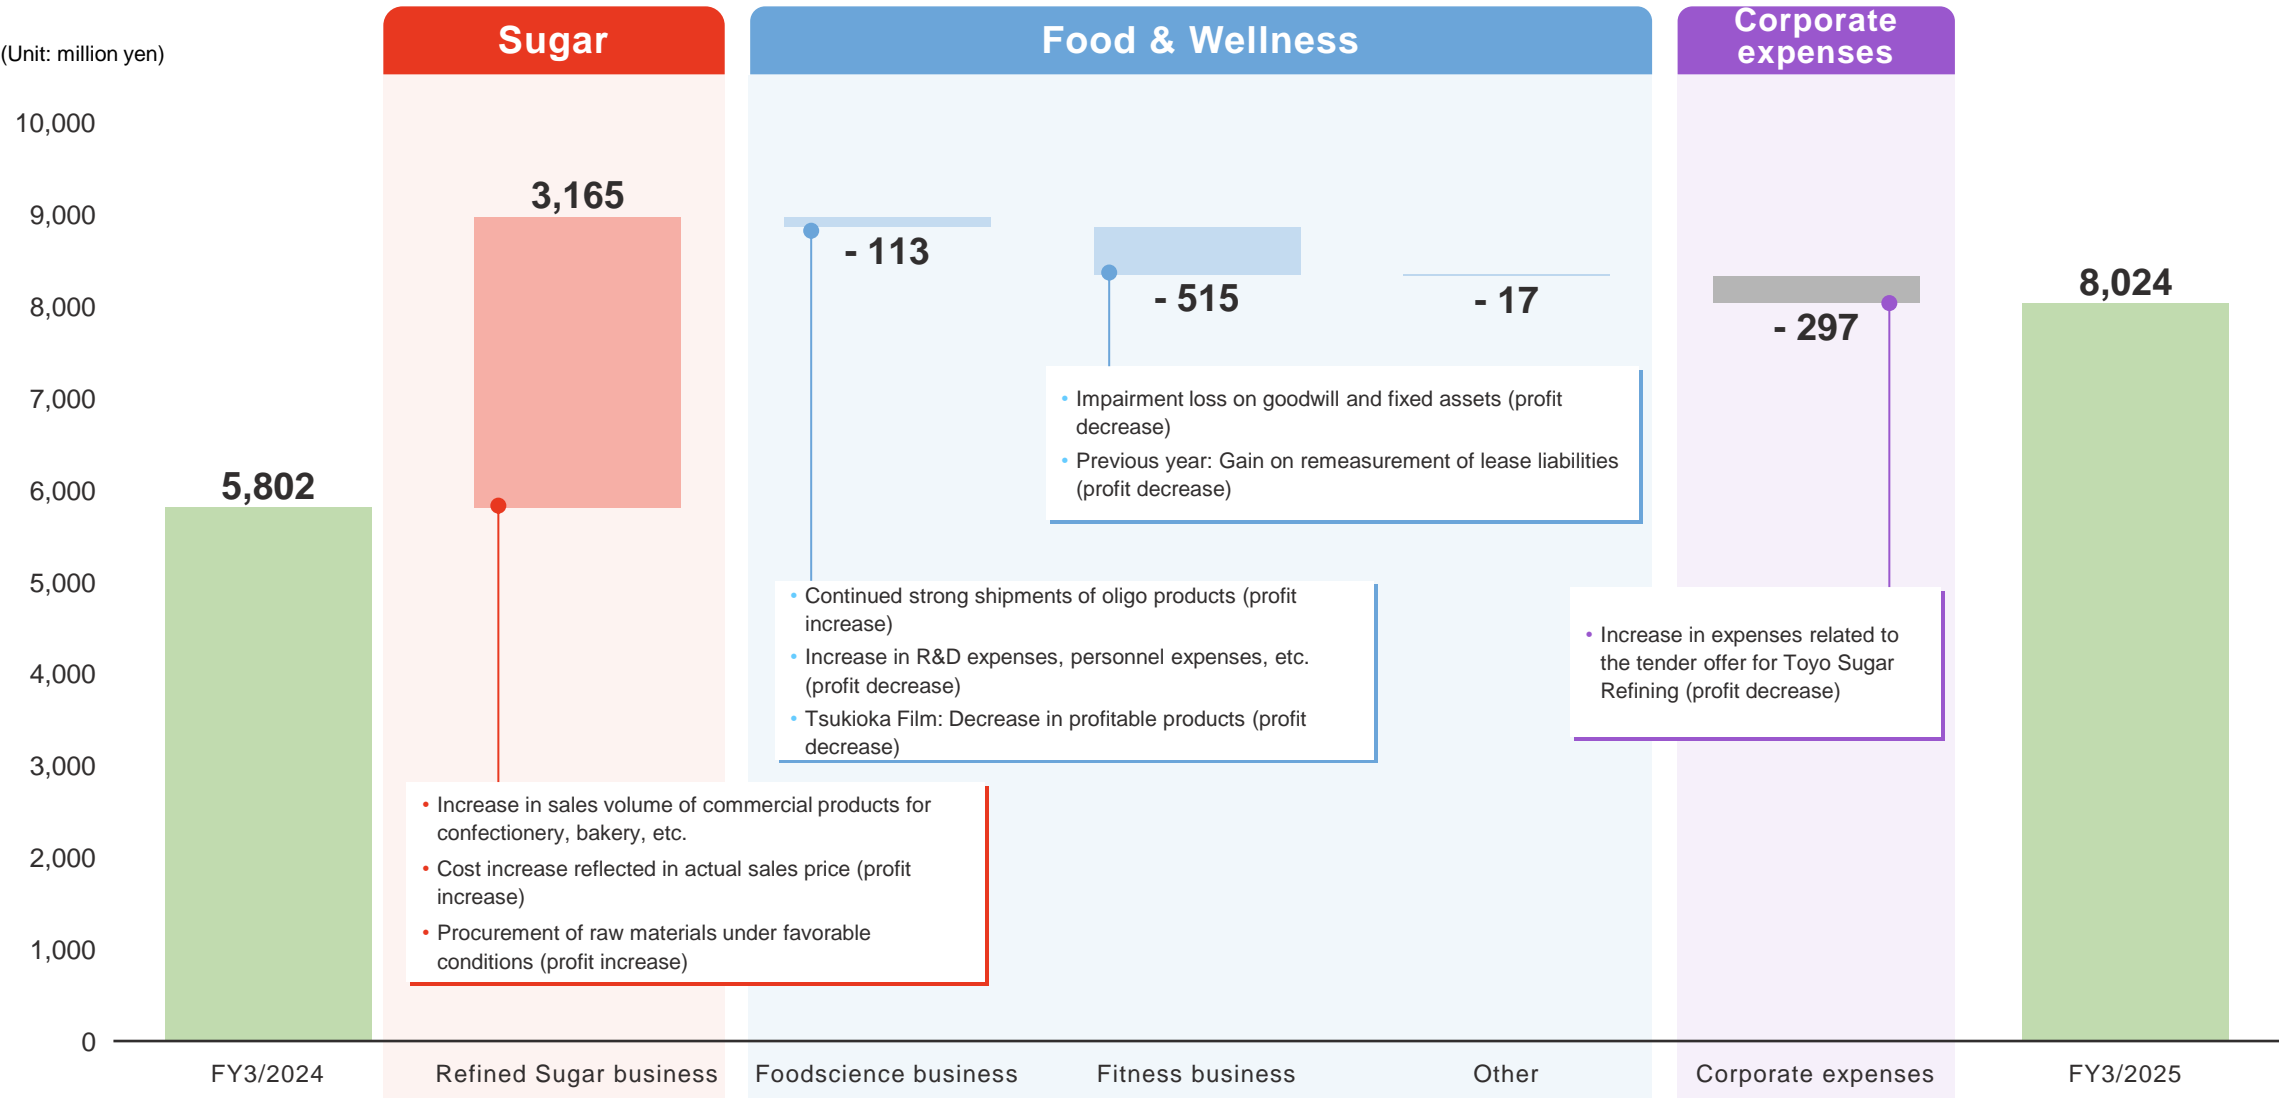 (Unit: million yen)
Sugar
Food & Wellness
Corporate
expenses
10,000
9,000
8,000
7,000
6,000
5,000
4,000
3,000
2,000
1,000
0
5,802
3,165
- 113
- 515
- 17
- 297
8,024
• Impairment loss on goodwill and fixed assets (profit
decrease)
• Previous year: Gain on remeasurement of lease liabilities
(profit decrease)
• Continued strong shipments of oligo products (profit
increase)
• Increase in R&D expenses, personnel expenses, etc.
(profit decrease)
• Tsukioka Film: Decrease in profitable products (profit
decrease)
• Increase in expenses related to
the tender offer for Toyo Sugar
Refining (profit decrease)
• Increase in sales volume of commercial products for
confectionery, bakery, etc.
• Cost increase reflected in actual sales price (profit
increase)
• Procurement of raw materials under favorable
conditions (profit increase)
FY3/2024
Refined Sugar business
Foodscience business
Fitness business
Other
Corporate expenses
FY3/2025